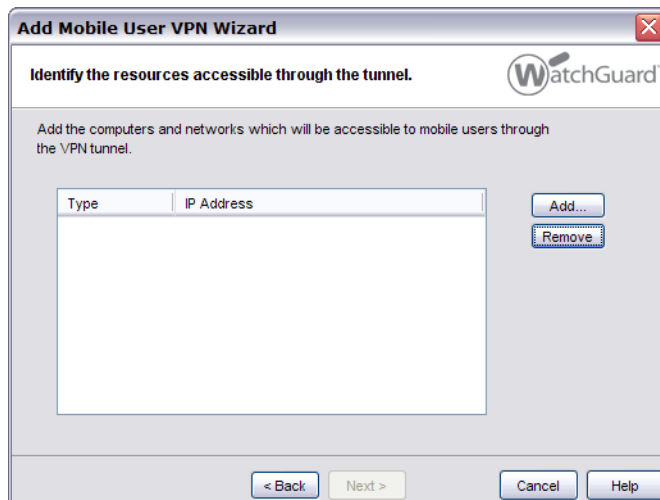 Add Mobile User VPN Wizard
Identify the resources accessible through the tunnel.
WatchGuard
Add the computers and networks which will be accessible to mobile users through
the VPN tunnel.
Type IP Address
Add...
Remove
< Back Next > Cancel Help